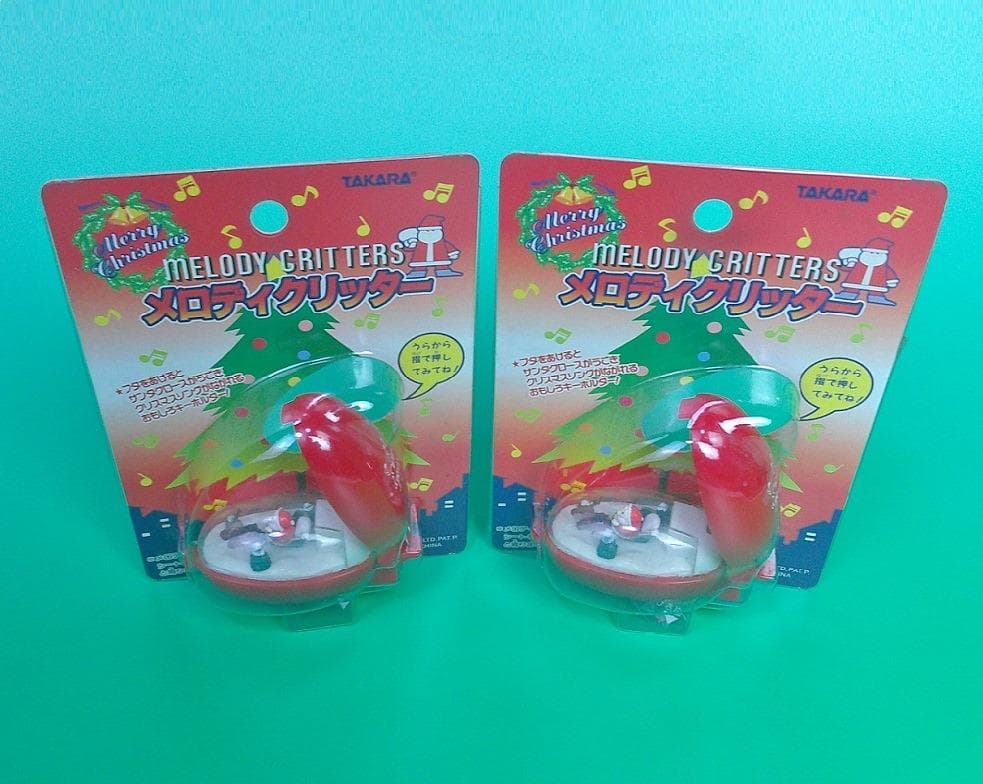 TAKARA
Merry
Christmas
MELODY CRITTERS
メロディクリッター
うらから
指で押し
てみてね!
★フタをあけると
サンタクロースがうごき
クリスマスソングがながれる
おもしろキーホルダー!
LTD.PAT.P.
CHINA
TAKARA
Merry
Christmas
MELODY CRITTERS
メロディクリッター
うらから
指で押し
てみてね!
★フタをあけると
サンタクロースがうごき
クリスマスソングがながれる
おもしろキーホルダー!
TD.PAT.P.
INA